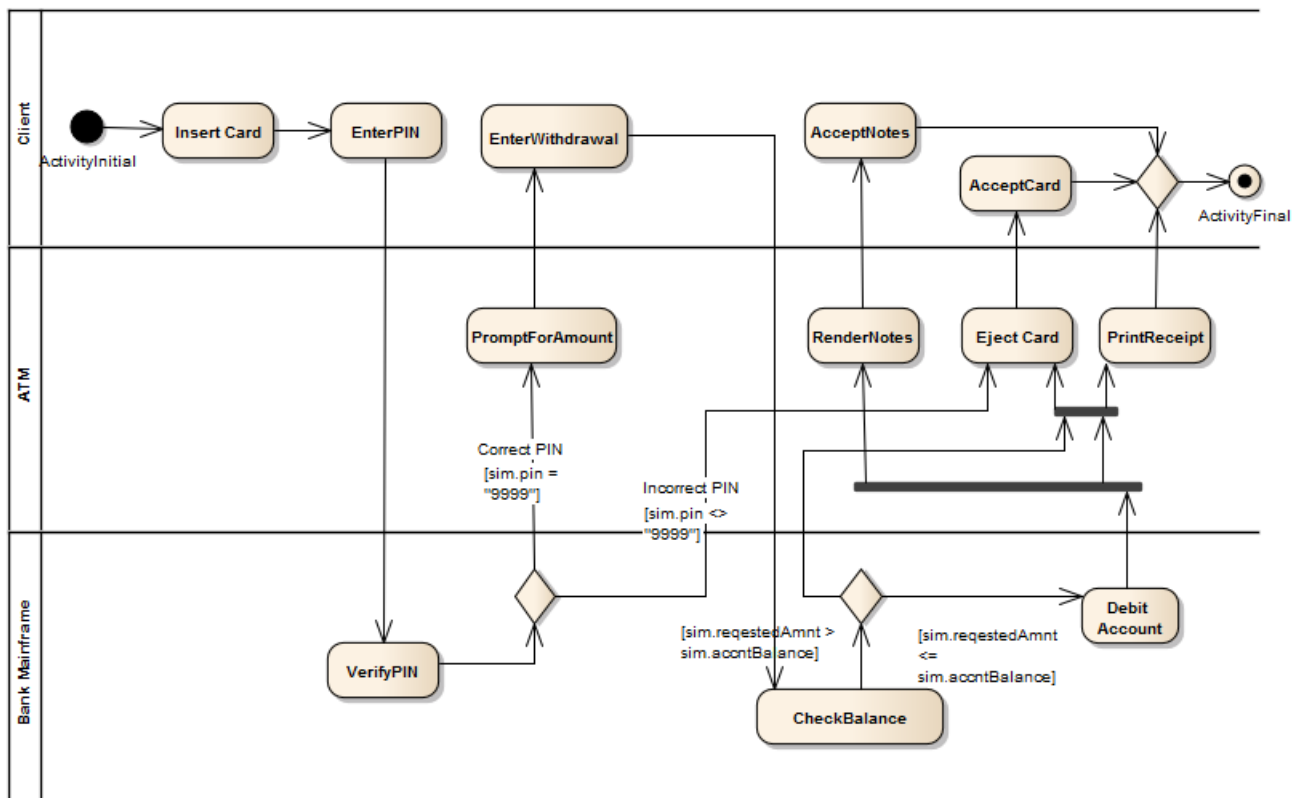 Client
ActivityInitial
Insert Card
EnterPIN
EnterWithdrawal
AcceptNotes
AcceptCard
ActivityFinal
ATM
PromptForAmount
RenderNotes
Eject Card
PrintReceipt
Correct PIN
[sim.pin =
"9999"]
Incorrect PIN
[sim.pin <>
"9999"]
Bank Mainframe
VerifyPIN
[sim.reqestedAmnt >
sim.accntBalance]
[sim.reqestedAmnt
<=
sim.accntBalance]
Debit
Account
CheckBalance